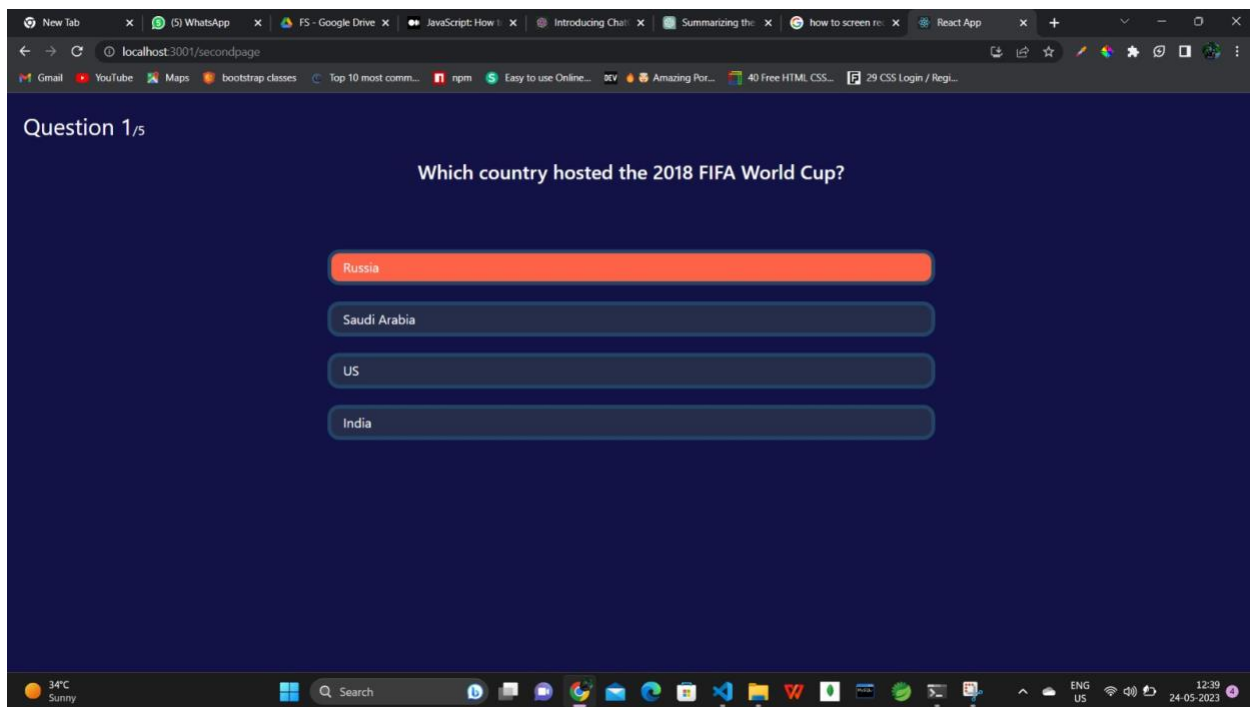 New Tab
(5) WhatsApp
FS - Google Drive
JavaScript: How t
Introducing Chat
Summarizing the
how to screen rec
React App
localhost:3001/secondpage
Gmail
YouTube
Maps
bootstrap classes
Top 10 most comm...
npm
Easy to use Online...
Amazing Por...
40 Free HTML CSS...
29 CSS Login / Regi...
Question 1/5
Which country hosted the 2018 FIFA World Cup?
Russia
Saudi Arabia
US
India
34°C
Sunny
Search
ENG
US
12:39
24-05-2023
4